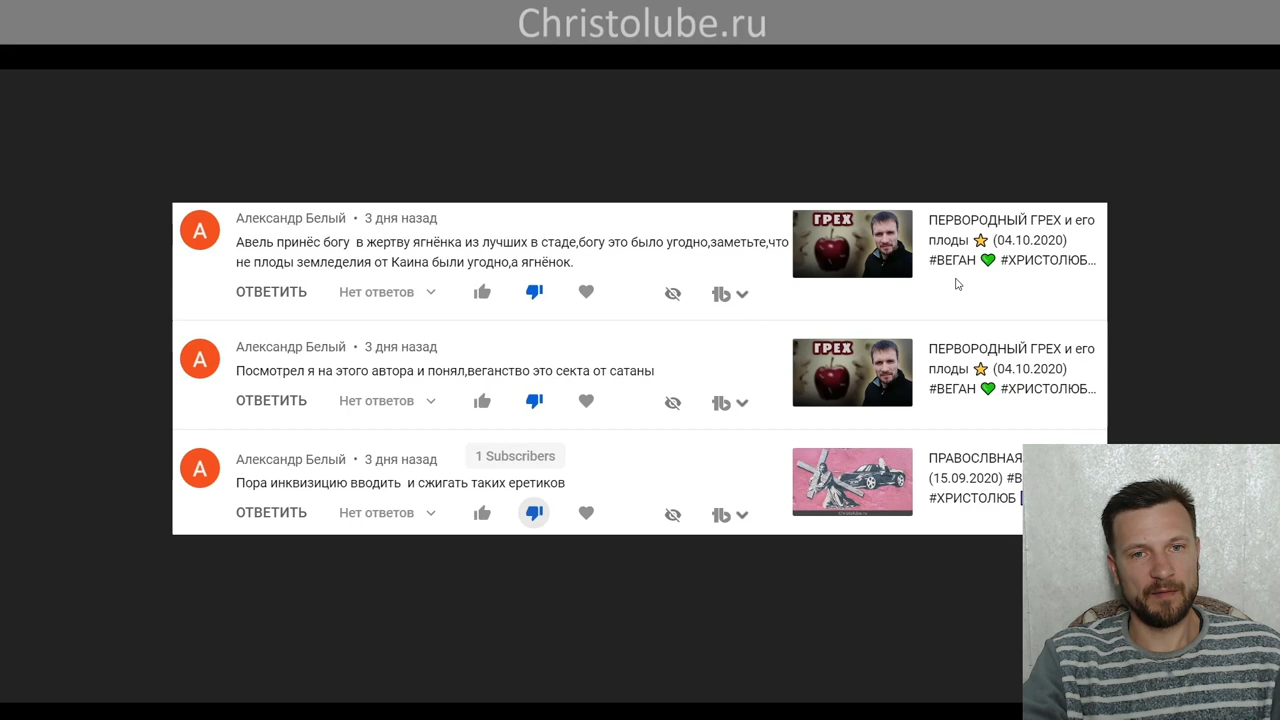 Christolube.ru
А
Александр Белый • 3 дня назад
Авель принёс богу в жертву ягнёнка из лучших в стаде,богу это было угодно,заметьте,что
не плоды земледелия от Каина были угодно,а ягнёнок.
ОТВЕТИТЬ Нет ответов
ГРЕХ
ПЕРВОРОДНЫЙ ГРЕХ и его
плоды ⭐ (04.10.2020)
#ВЕГАН 💚 #ХРИСТОЛЮБ...
А
Александр Белый • 3 дня назад
Посмотрел я на этого автора и понял,веганство это секта от сатаны
ОТВЕТИТЬ Нет ответов
ГРЕХ
ПЕРВОРОДНЫЙ ГРЕХ и его
плоды ⭐ (04.10.2020)
#ВЕГАН 💚 #ХРИСТОЛЮБ...
А
1 Subscribers
Александр Белый • 3 дня назад
Пора инквизицию вводить и сжигать таких еретиков
ОТВЕТИТЬ Нет ответов
Christolube.ru
ПРАВОСЛВНАЯ
(15.09.2020) #В
#ХРИСТОЛЮБ